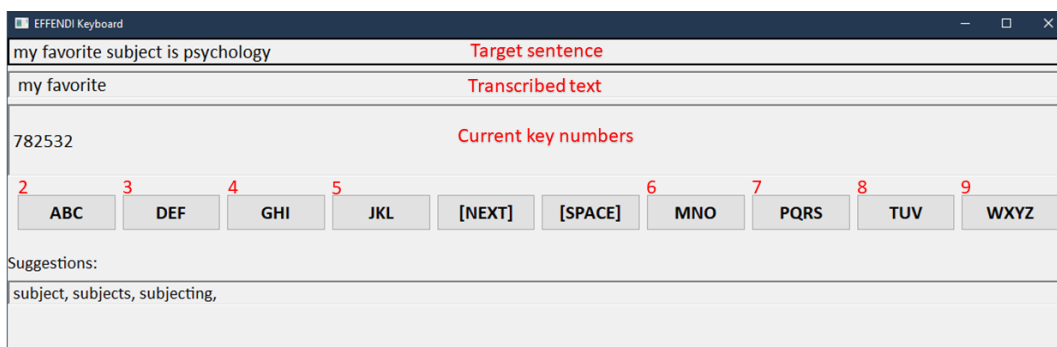 EFFENDI Keyboard
my favorite subject is psychology Target sentence
my favorite Transcribed text
782532 Current key numbers
2 3 4 5 6 7 8 9
ABC DEF GHI JKL [NEXT] [SPACE] MNO PQRS TUV WXYZ
Suggestions:
subject, subjects, subjecting,